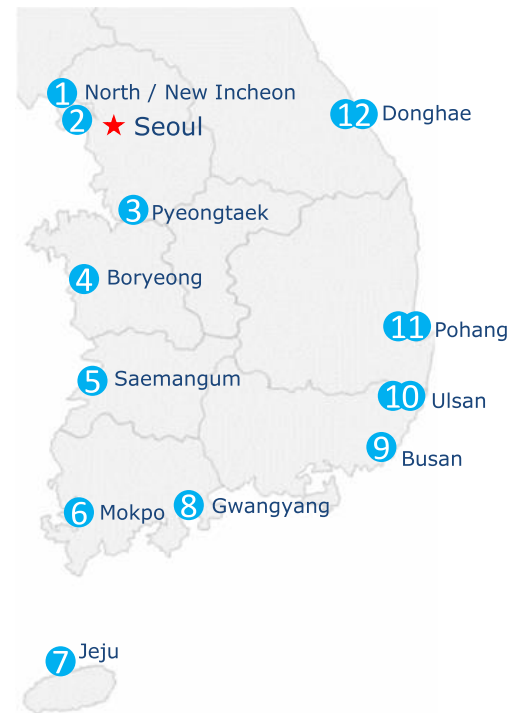 1 North / New Incheon
12 Donghae
2
Seoul
3 Pyeongtaek
4 Boryeong
11 Pohang
5 Saemangum
10 Ulsan
9 Busan
6 Mokpo
8 Gwangyang
7 Jeju